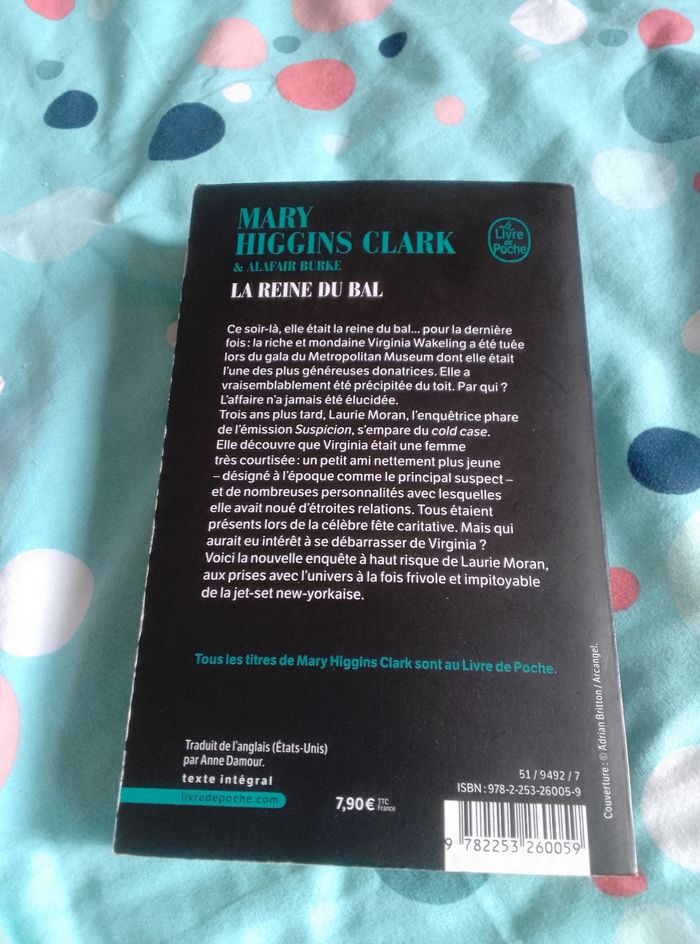 MARY
HIGGINS CLARK
& ALAFAIR BURKE
Le
Livre
de
Poche
LA REINE DU BAL
Ce soir-là, elle était la reine du bal... pour la dernière
fois : la riche et mondaine Virginia Wakeling a été tuée
lors du gala du Metropolitan Museum dont elle était
l'une des plus généreuses donatrices. Elle a
vraisemblablement été précipitée du toit. Par qui ?
L'affaire n'a jamais été élucidée.
Trois ans plus tard, Laurie Moran, l'enquêtrice phare
de l'émission Suspicion, s'empare du cold case.
Elle découvre que Virginia était une femme
très courtisée : un petit ami nettement plus jeune
– désigné à l'époque comme le principal suspect –
et de nombreuses personnalités avec lesquelles
elle avait noué d'étroites relations. Tous étaient
présents lors de la célèbre fête caritative. Mais qui
aurait eu intérêt à se débarrasser de Virginia ?
Voici la nouvelle enquête à haut risque de Laurie Moran,
aux prises avec l'univers à la fois frivole et impitoyable
de la jet-set new-yorkaise.
Tous les titres de Mary Higgins Clark sont au Livre de Poche.
Traduit de l'anglais (États-Unis)
par Anne Damour.
texte intégral
livredepoche.com
7,90 € TTC
France
51 / 9492 / 7
ISBN : 978-2-253-26005-9
9 782253 260059
Couverture : © Adrian Britton / Arcangel.